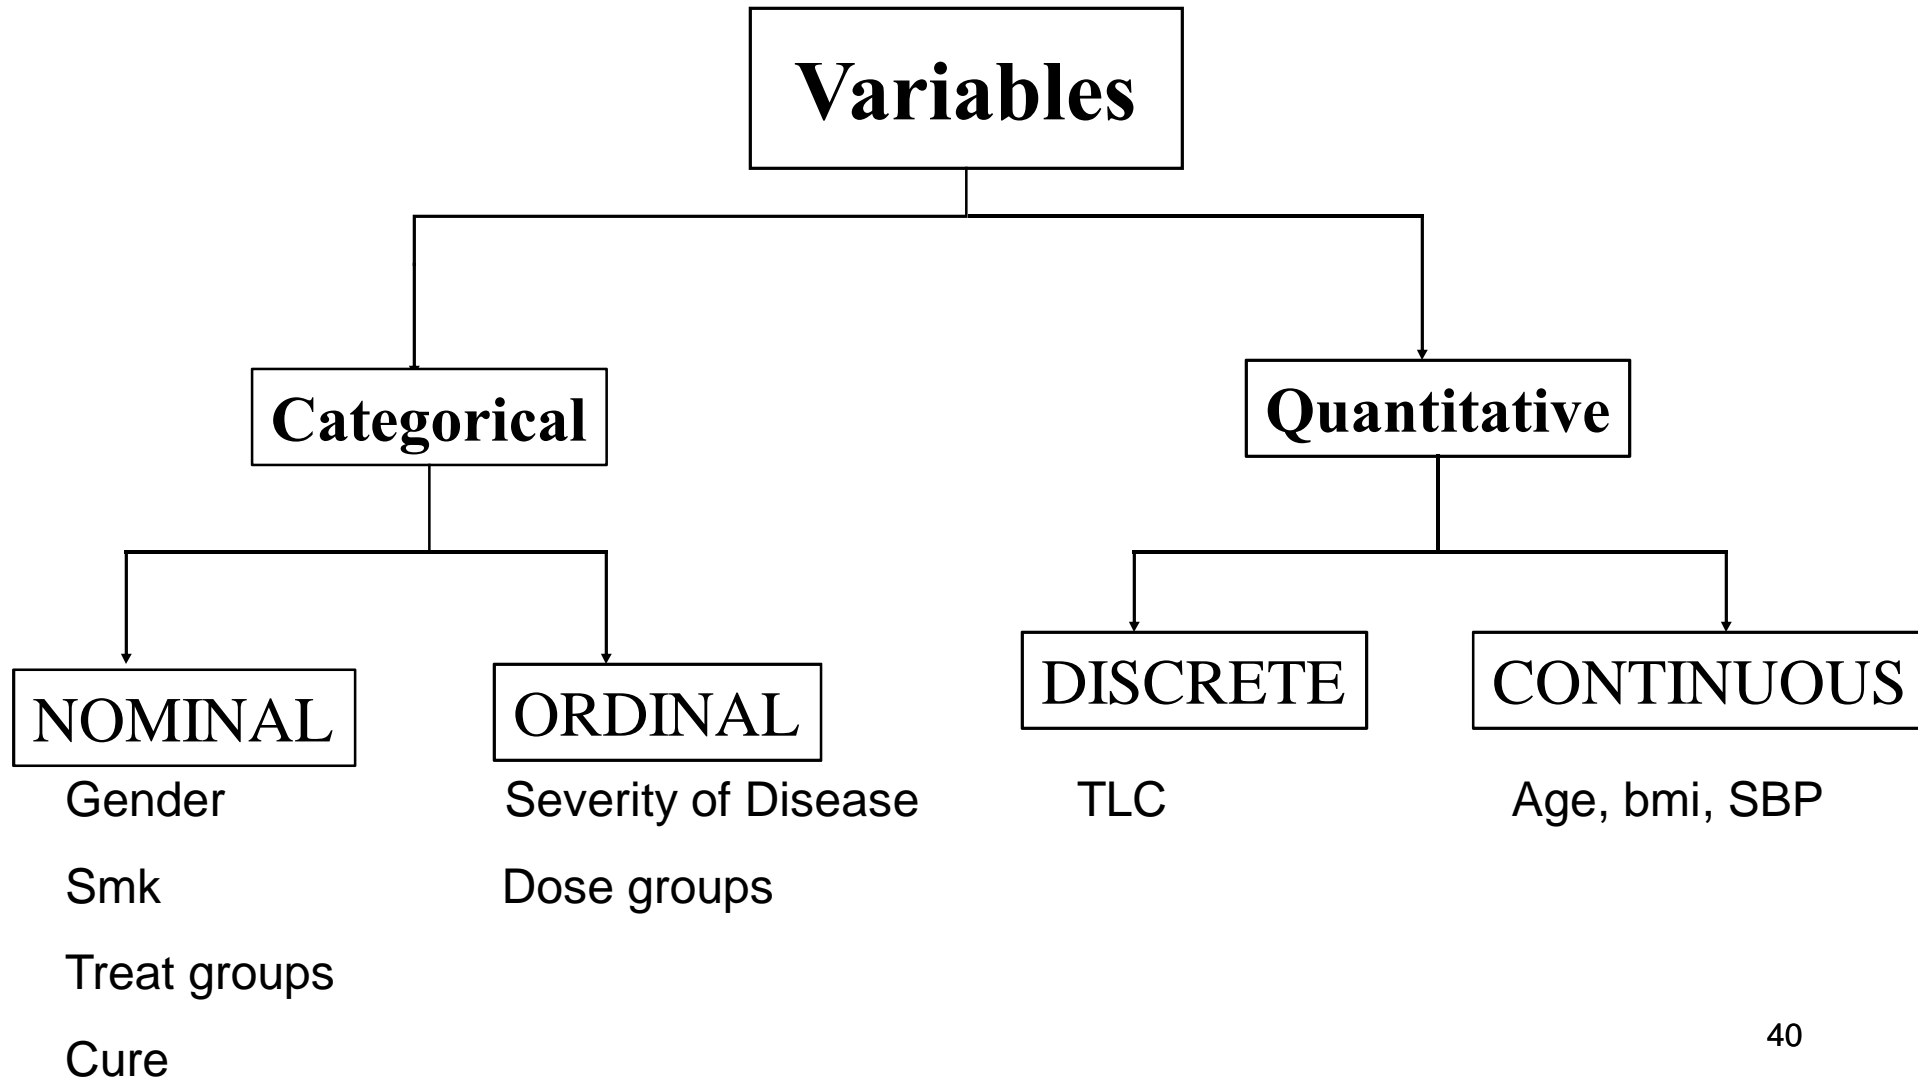 Variables
Categorical
Quantitative
NOMINAL
ORDINAL
DISCRETE
CONTINUOUS
Gender
Severity of Disease
TLC
Age, bmi, SBP
Smk
Dose groups
Treat groups
Cure
40